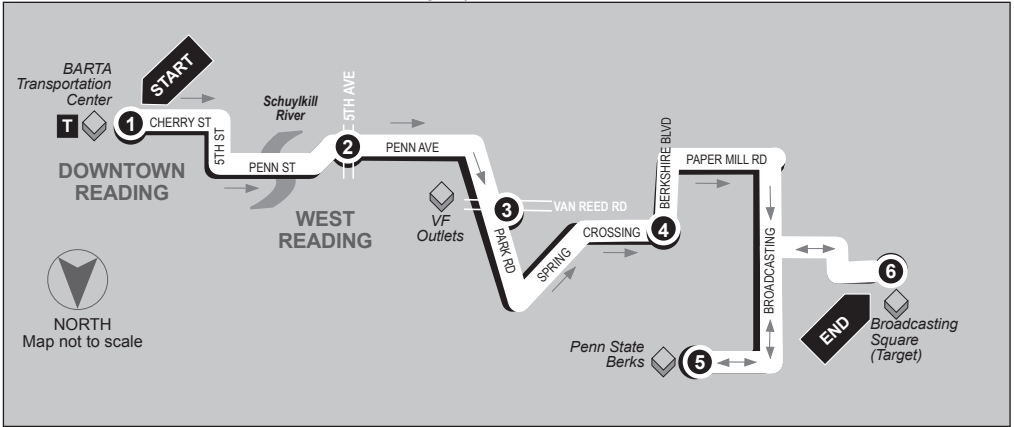 BARTA
Transportation
Center
T
START
1
CHERRY ST
5TH ST
DOWNTOWN
READING
Schuylkill
River
PENN ST
5TH AVE
2
PENN AVE
WEST
READING
VF
Outlets
3
VAN REED RD
PARK RD
SPRING
CROSSING
4
BERKSHIRE BLVD
PAPER MILL RD
BROADCASTING
6
END
Broadcasting
Square
(Target)
Penn State
Berks
5
NORTH
Map not to scale